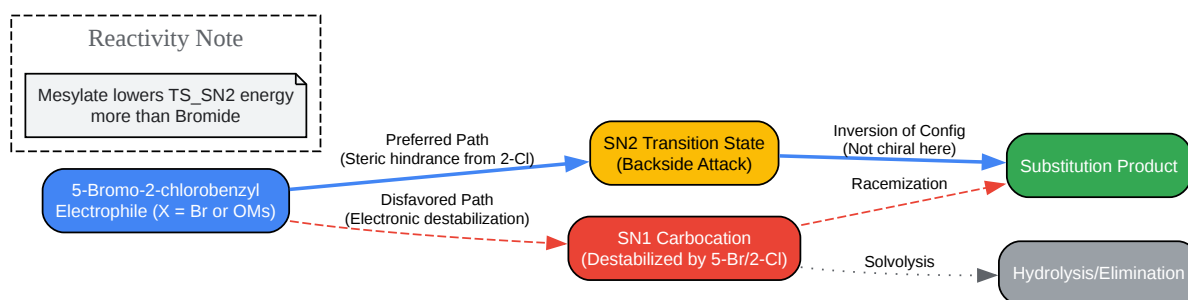 Reactivity Note
Mesylate lowers TS_SN2 energy
more than Bromide
5-Bromo-2-chlorobenzyl
Electrophile (X = Br or OMs)
Preferred Path
(Steric hindrance from 2-Cl)
Disfavored Path
(Electronic destabilization)
SN2 Transition State
(Backside Attack)
SN1 Carbocation
(Destabilized by 5-Br/2-Cl)
Inversion of Config
(Not chiral here)
Racemization
Solvolysis
Substitution Product
Hydrolysis/Elimination